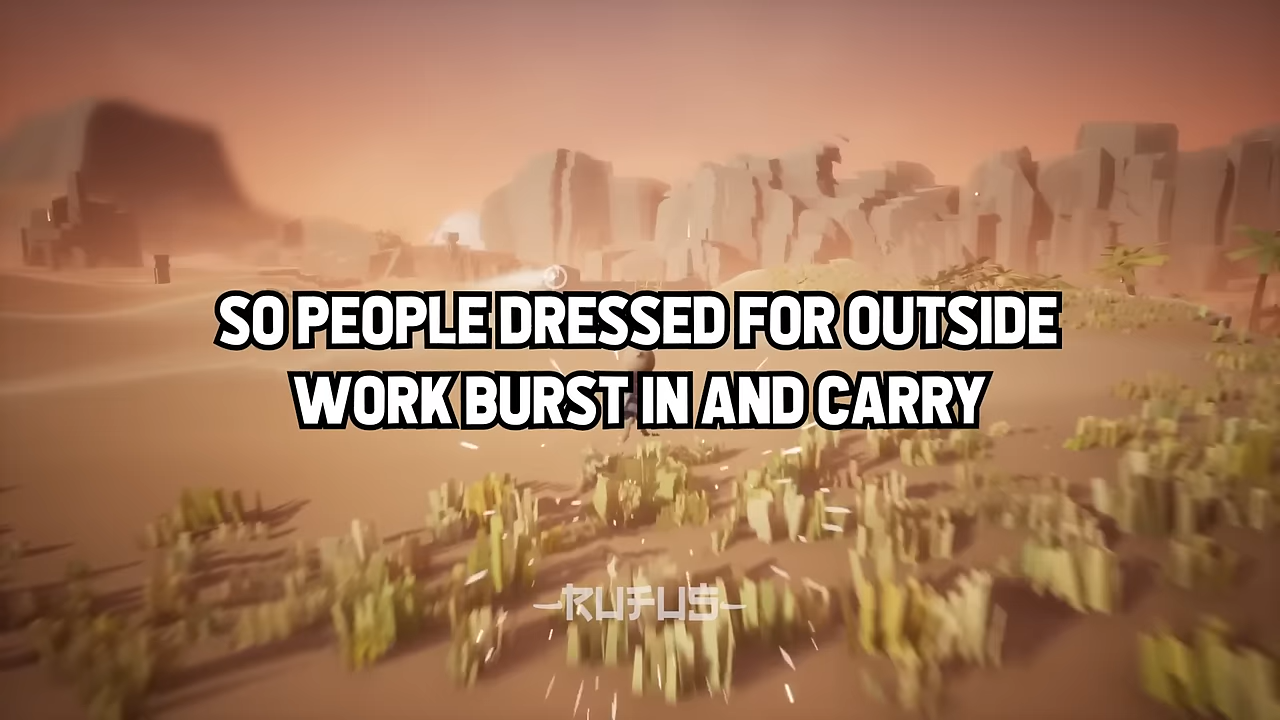 SO PEOPLE DRESSED FOR OUTSIDE
WORK BURST IN AND CARRY
-RUFUS-